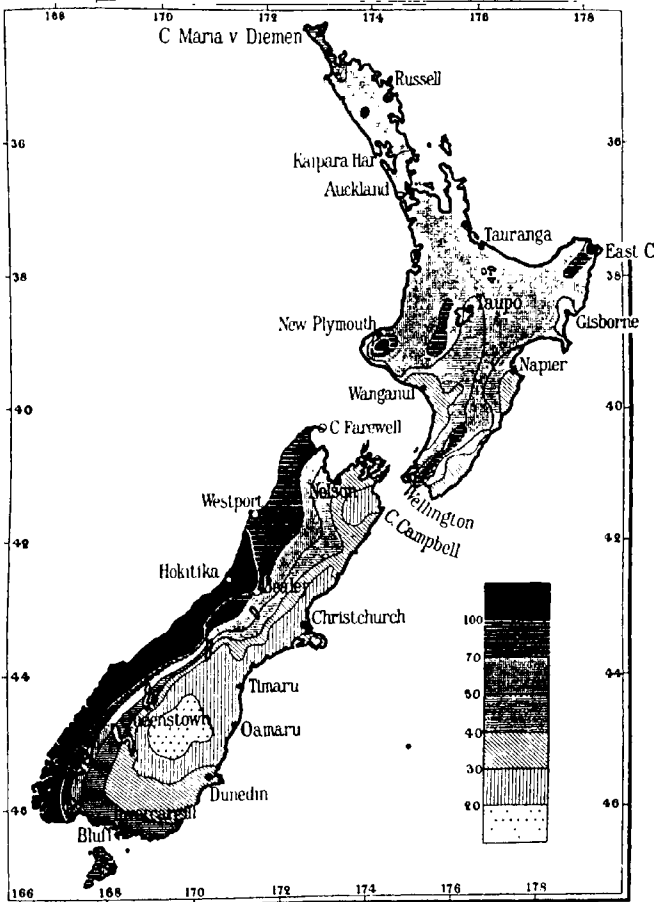 168 170 172 174 176 178
C Maria v Diemen
Russell
36 36
Kaipara Har
Auckland
Tauranga
East C
38 38
Taupo
New Plymouth
Gisborne
Napier
Wanganui
40 40
C Farewell
Nelson
Westport
Wellington
C. Campbell
42 42
Hokitika
Bealey
Christchurch
100
70
44 44
Timaru
50
Queenstown
Oamaru
40
30
Dunedin
20
46 46
Bluff
166 168 170 172 174 176 178